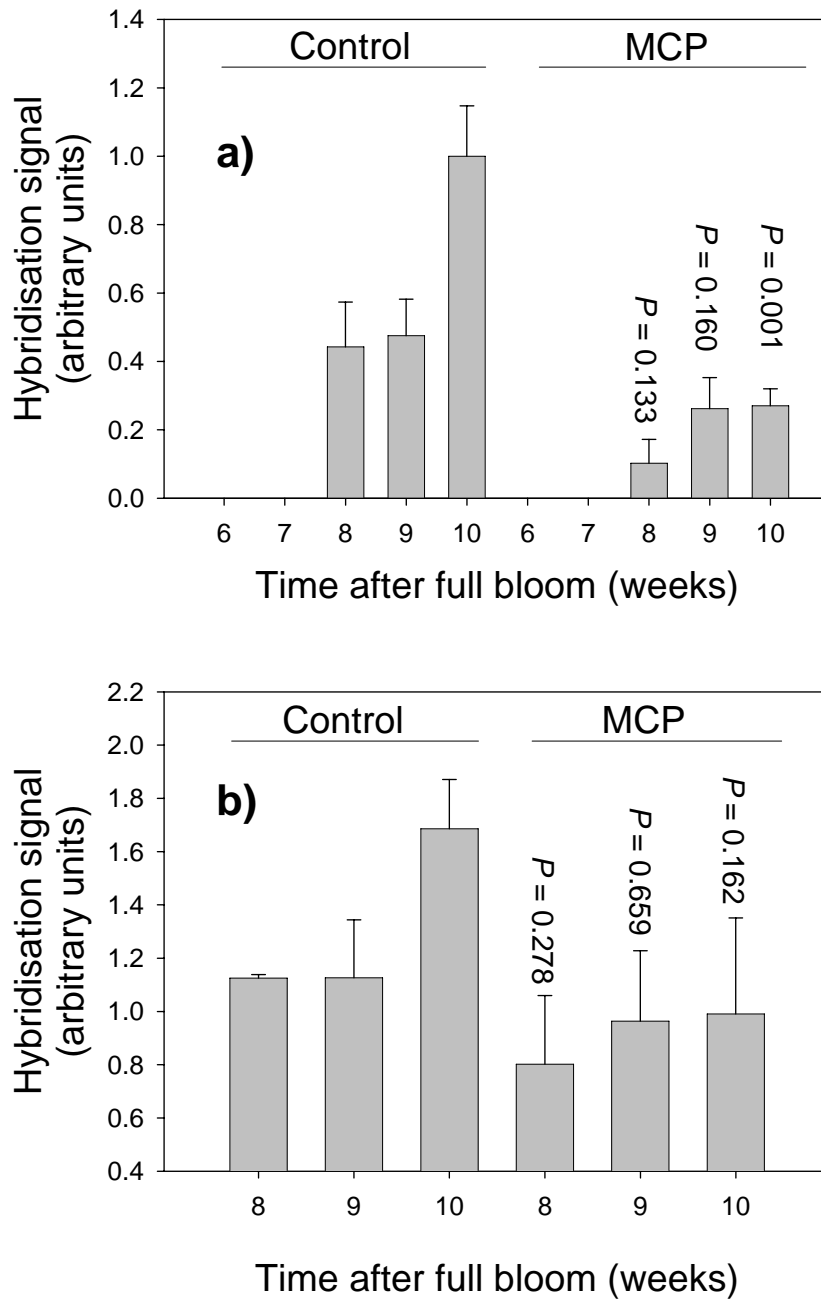 1.4
Control
MCP
1.2
a)
1.0
0.8
0.6
0.4
0.2
0.0
Hybridisation signal
(arbitrary units)
P = 0.133
P = 0.160
P = 0.001
6 7 8 9 10 6 7 8 9 10
Time after full bloom (weeks)
2.2
Control
MCP
2.0
b)
1.8
1.6
1.4
1.2
1.0
0.8
0.6
0.4
Hybridisation signal
(arbitrary units)
P = 0.278
P = 0.659
P = 0.162
8 9 10 8 9 10
Time after full bloom (weeks)